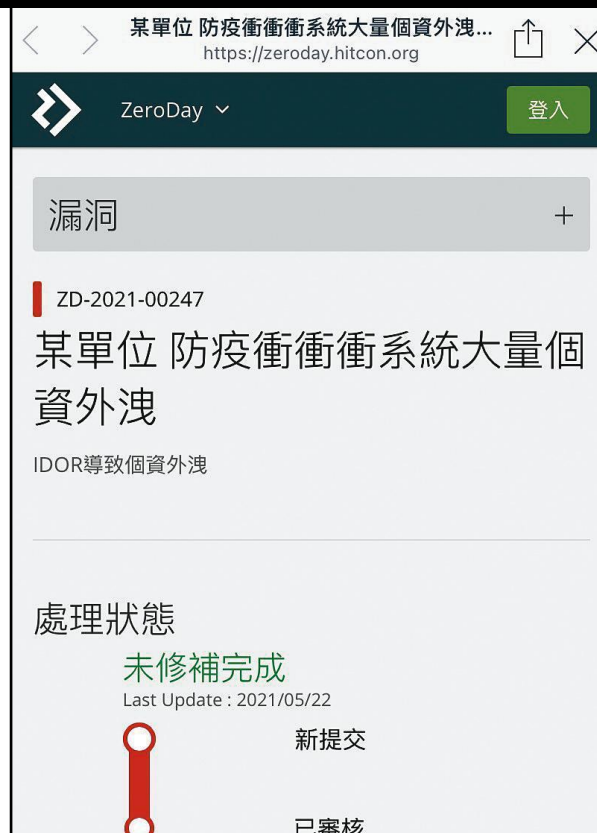 某單位 防疫衝衝衝系統大量個資外洩...
https://zeroday.hitcon.org
ZeroDay
登入
漏洞
ZD-2021-00247
某單位 防疫衝衝衝系統大量個
資外洩
IDOR導致個資外洩
處理狀態
未修補完成
Last Update : 2021/05/22
新提交
已審核